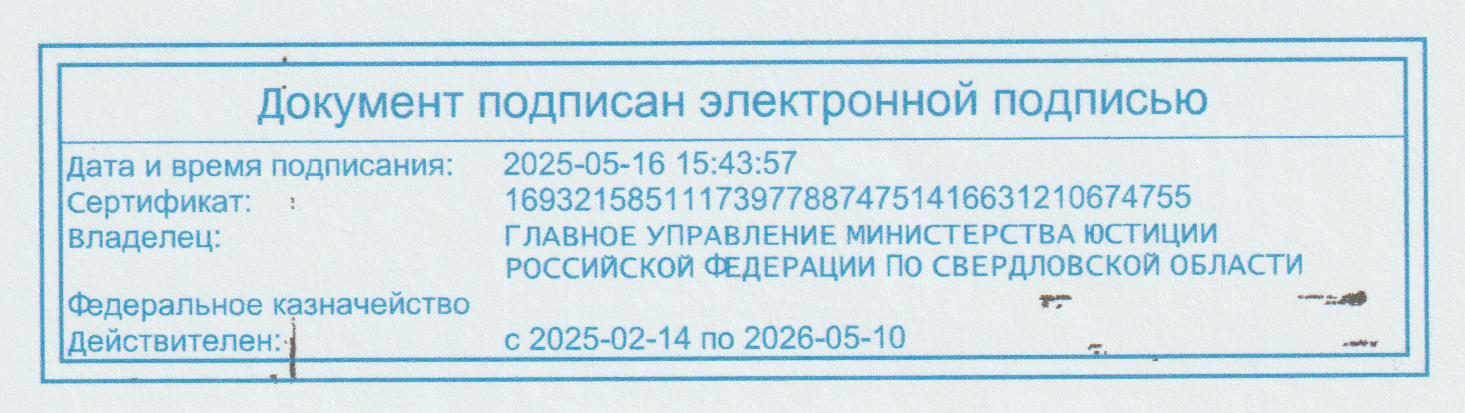 Документ подписан электронной подписью
Дата и время подписания: 2025-05-16 15:43:57
Сертификат: 169321585111739778874751416631210674755
Владелец: ГЛАВНОЕ УПРАВЛЕНИЕ МИНИСТЕРСТВА ЮСТИЦИИ
РОССИЙСКОЙ ФЕДЕРАЦИИ ПО СВЕРДЛОВСКОЙ ОБЛАСТИ
Федеральное казначейство
Действителен: с 2025-02-14 по 2026-05-10